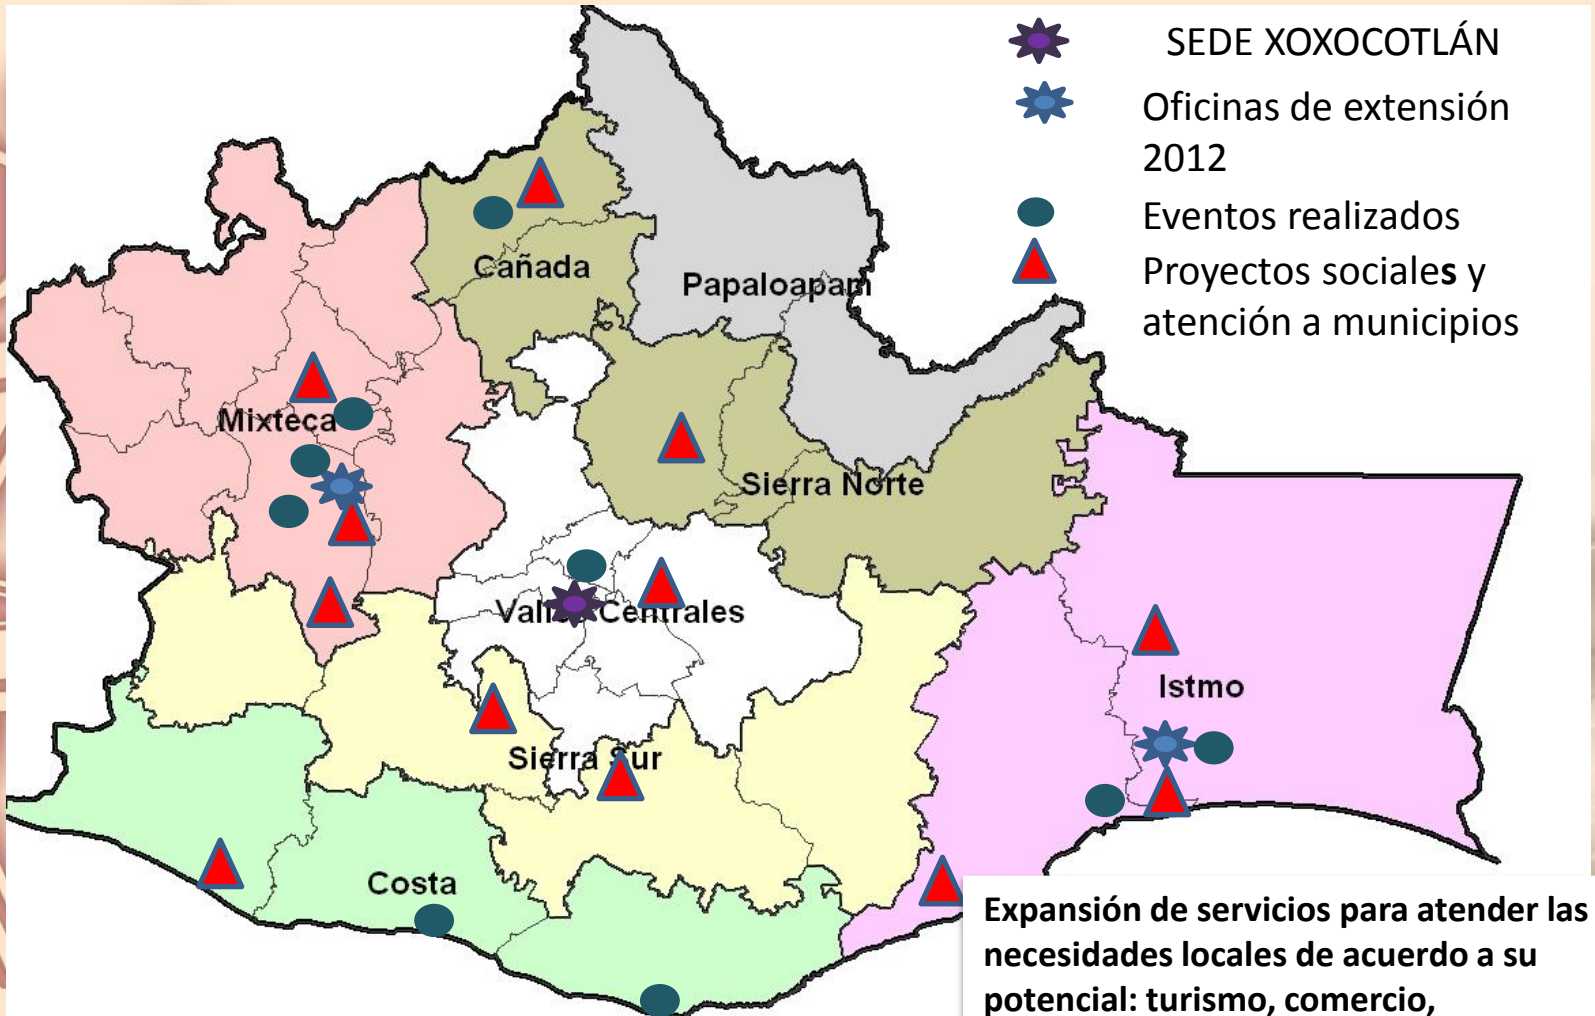 SEDE XOXOCOTLÁN
Oficinas de extensión
2012
Eventos realizados
Proyectos sociales y
atención a municipios
Cañada
Papaloapam
Mixteca
Sierra Norte
Valles Centrales
Istmo
Sierra Sur
Costa
Expansión de servicios para atender las
necesidades locales de acuerdo a su
potencial: turismo, comercio,